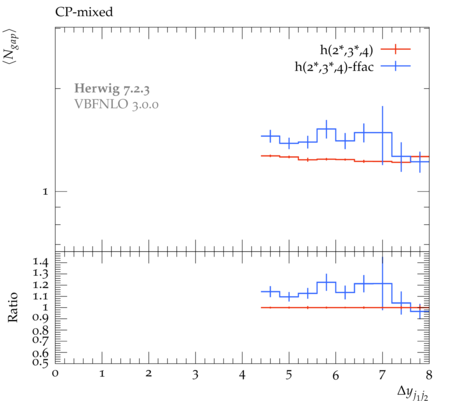 CP-mixed
⟨N_gap⟩
h(2*,3*,4)
h(2*,3*,4)-ffac
Herwig 7.2.3
VBFNLO 3.0.0
1
Ratio
1.4
1.3
1.2
1.1
1
0.9
0.8
0.7
0.6
0.5
0 1 2 3 4 5 6 7 8
Δy_{j_1j_2}